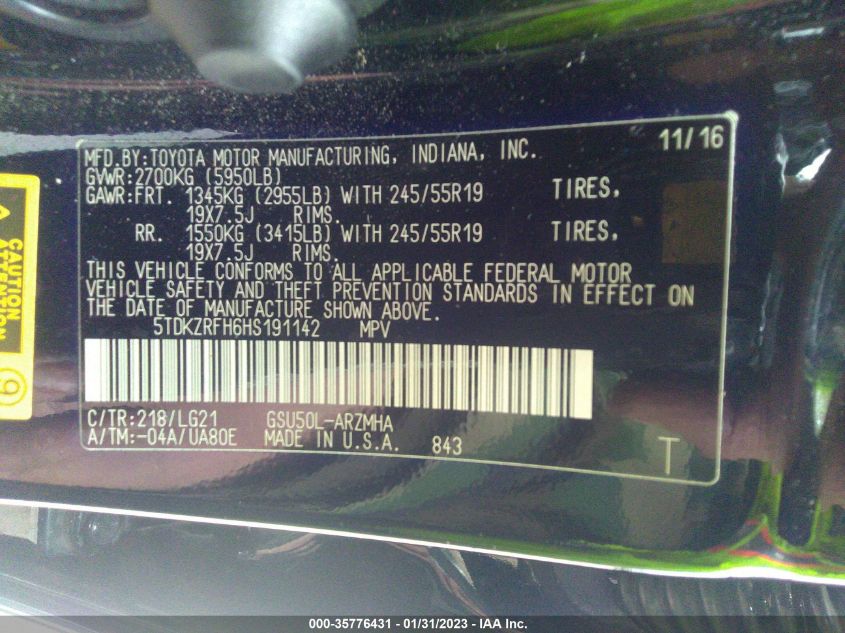 MFD.BY:TOYOTA MOTOR MANUFACTURING, INDIANA, INC. 11/16
GVWR:2700KG (5950LB)
GAWR:FRT. 1345KG (2955LB) WITH 245/55R19 TIRES,
19X7.5J RIMS.
RR. 1550KG (3415LB) WITH 245/55R19 TIRES,
19X7.5J RIMS.
THIS VEHICLE CONFORMS TO ALL APPLICABLE FEDERAL MOTOR
VEHICLE SAFETY AND THEFT PREVENTION STANDARDS IN EFFECT ON
THE DATE OF MANUFACTURE SHOWN ABOVE.
5TDKZRFH6HS191142 MPV
C/TR:218/LG21 GSU50L-ARZMHA
A/TM:-04A/UA80E MADE IN U.S.A. 843
T
CAUTION
ATTENTION
9
000-35776431 - 01/31/2023 - IAA Inc.